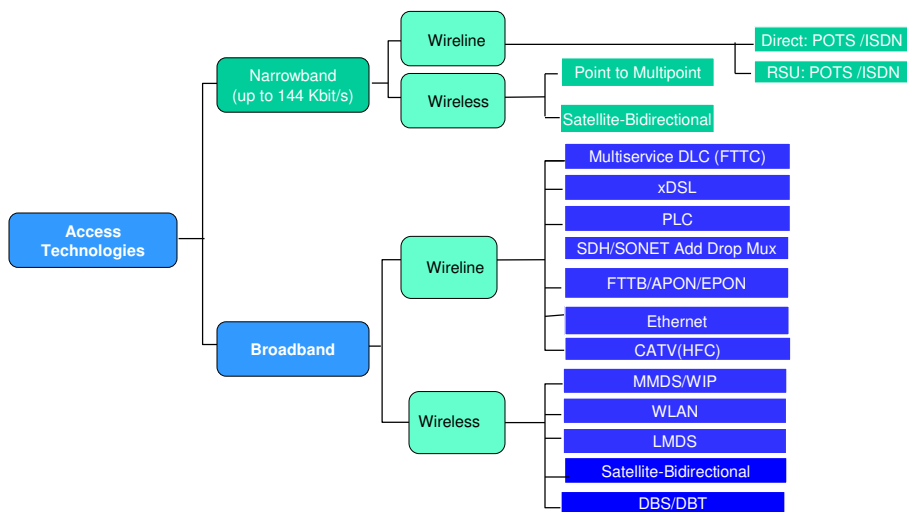 Wireline
Direct: POTS /ISDN
Narrowband
(up to 144 Kbit/s)
RSU: POTS /ISDN
Point to Multipoint
Wireless
Satellite-Bidirectional
Multiservice DLC (FTTC)
xDSL
PLC
Access
Technologies
SDH/SONET Add Drop Mux
Wireline
FTTB/APON/EPON
Ethernet
Broadband
CATV(HFC)
MMDS/WIP
WLAN
Wireless
LMDS
Satellite-Bidirectional
DBS/DBT